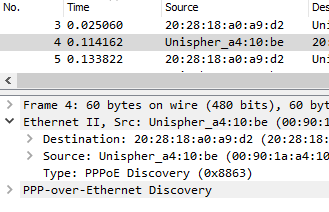 No. Time Source Des
3 0.025060 20:28:18:a0:a9:d2 Uni
4 0.114162 Unispher_a4:10:be 20:
5 0.133822 20:28:18:a0:a9:d2 Uni
Frame 4: 60 bytes on wire (480 bits), 60 b
Ethernet II, Src: Unispher_a4:10:be (00:90:1
Destination: 20:28:18:a0:a9:d2 (20:28:18:
Source: Unispher_a4:10:be (00:90:1a:a4:10
Type: PPPoE Discovery (0x8863)
PPP-over-Ethernet Discovery